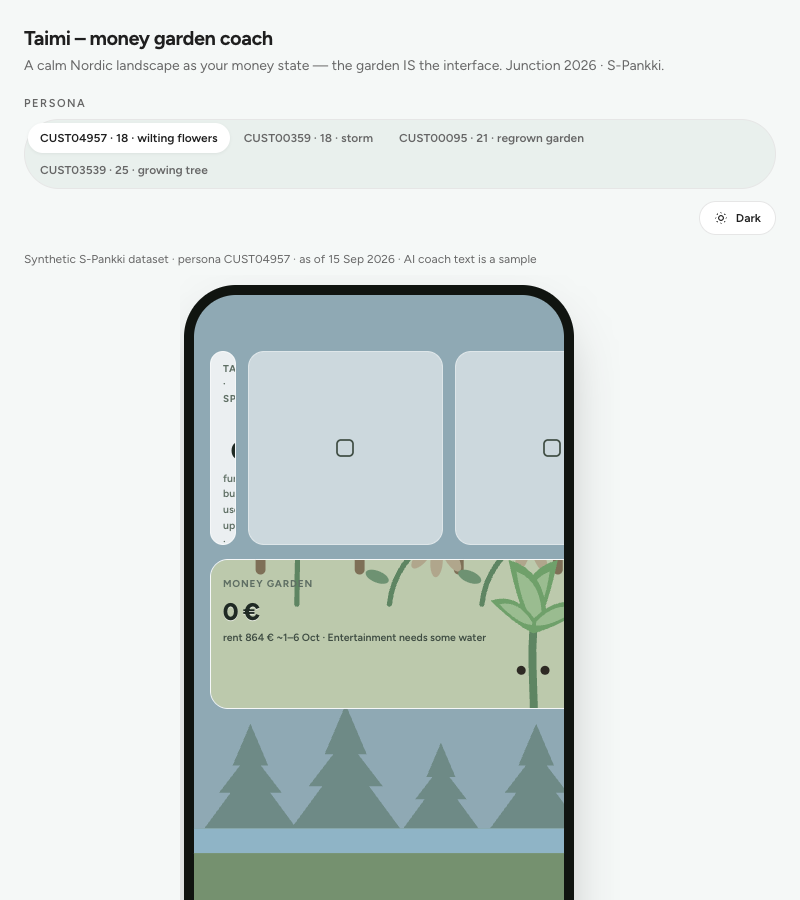 Taimi – money garden coach
A calm Nordic landscape as your money state — the garden IS the interface. Junction 2026 · S-Pankki.
PERSONA
CUST04957 · 18 · wilting flowers
CUST00359 · 18 · storm
CUST00095 · 21 · regrown garden
CUST03539 · 25 · growing tree
Dark
Synthetic S-Pankki dataset · persona CUST04957 · as of 15 Sep 2026 · AI coach text is a sample
MONEY GARDEN
0 €
rent 864 € ~1–6 Oct · Entertainment needs some water